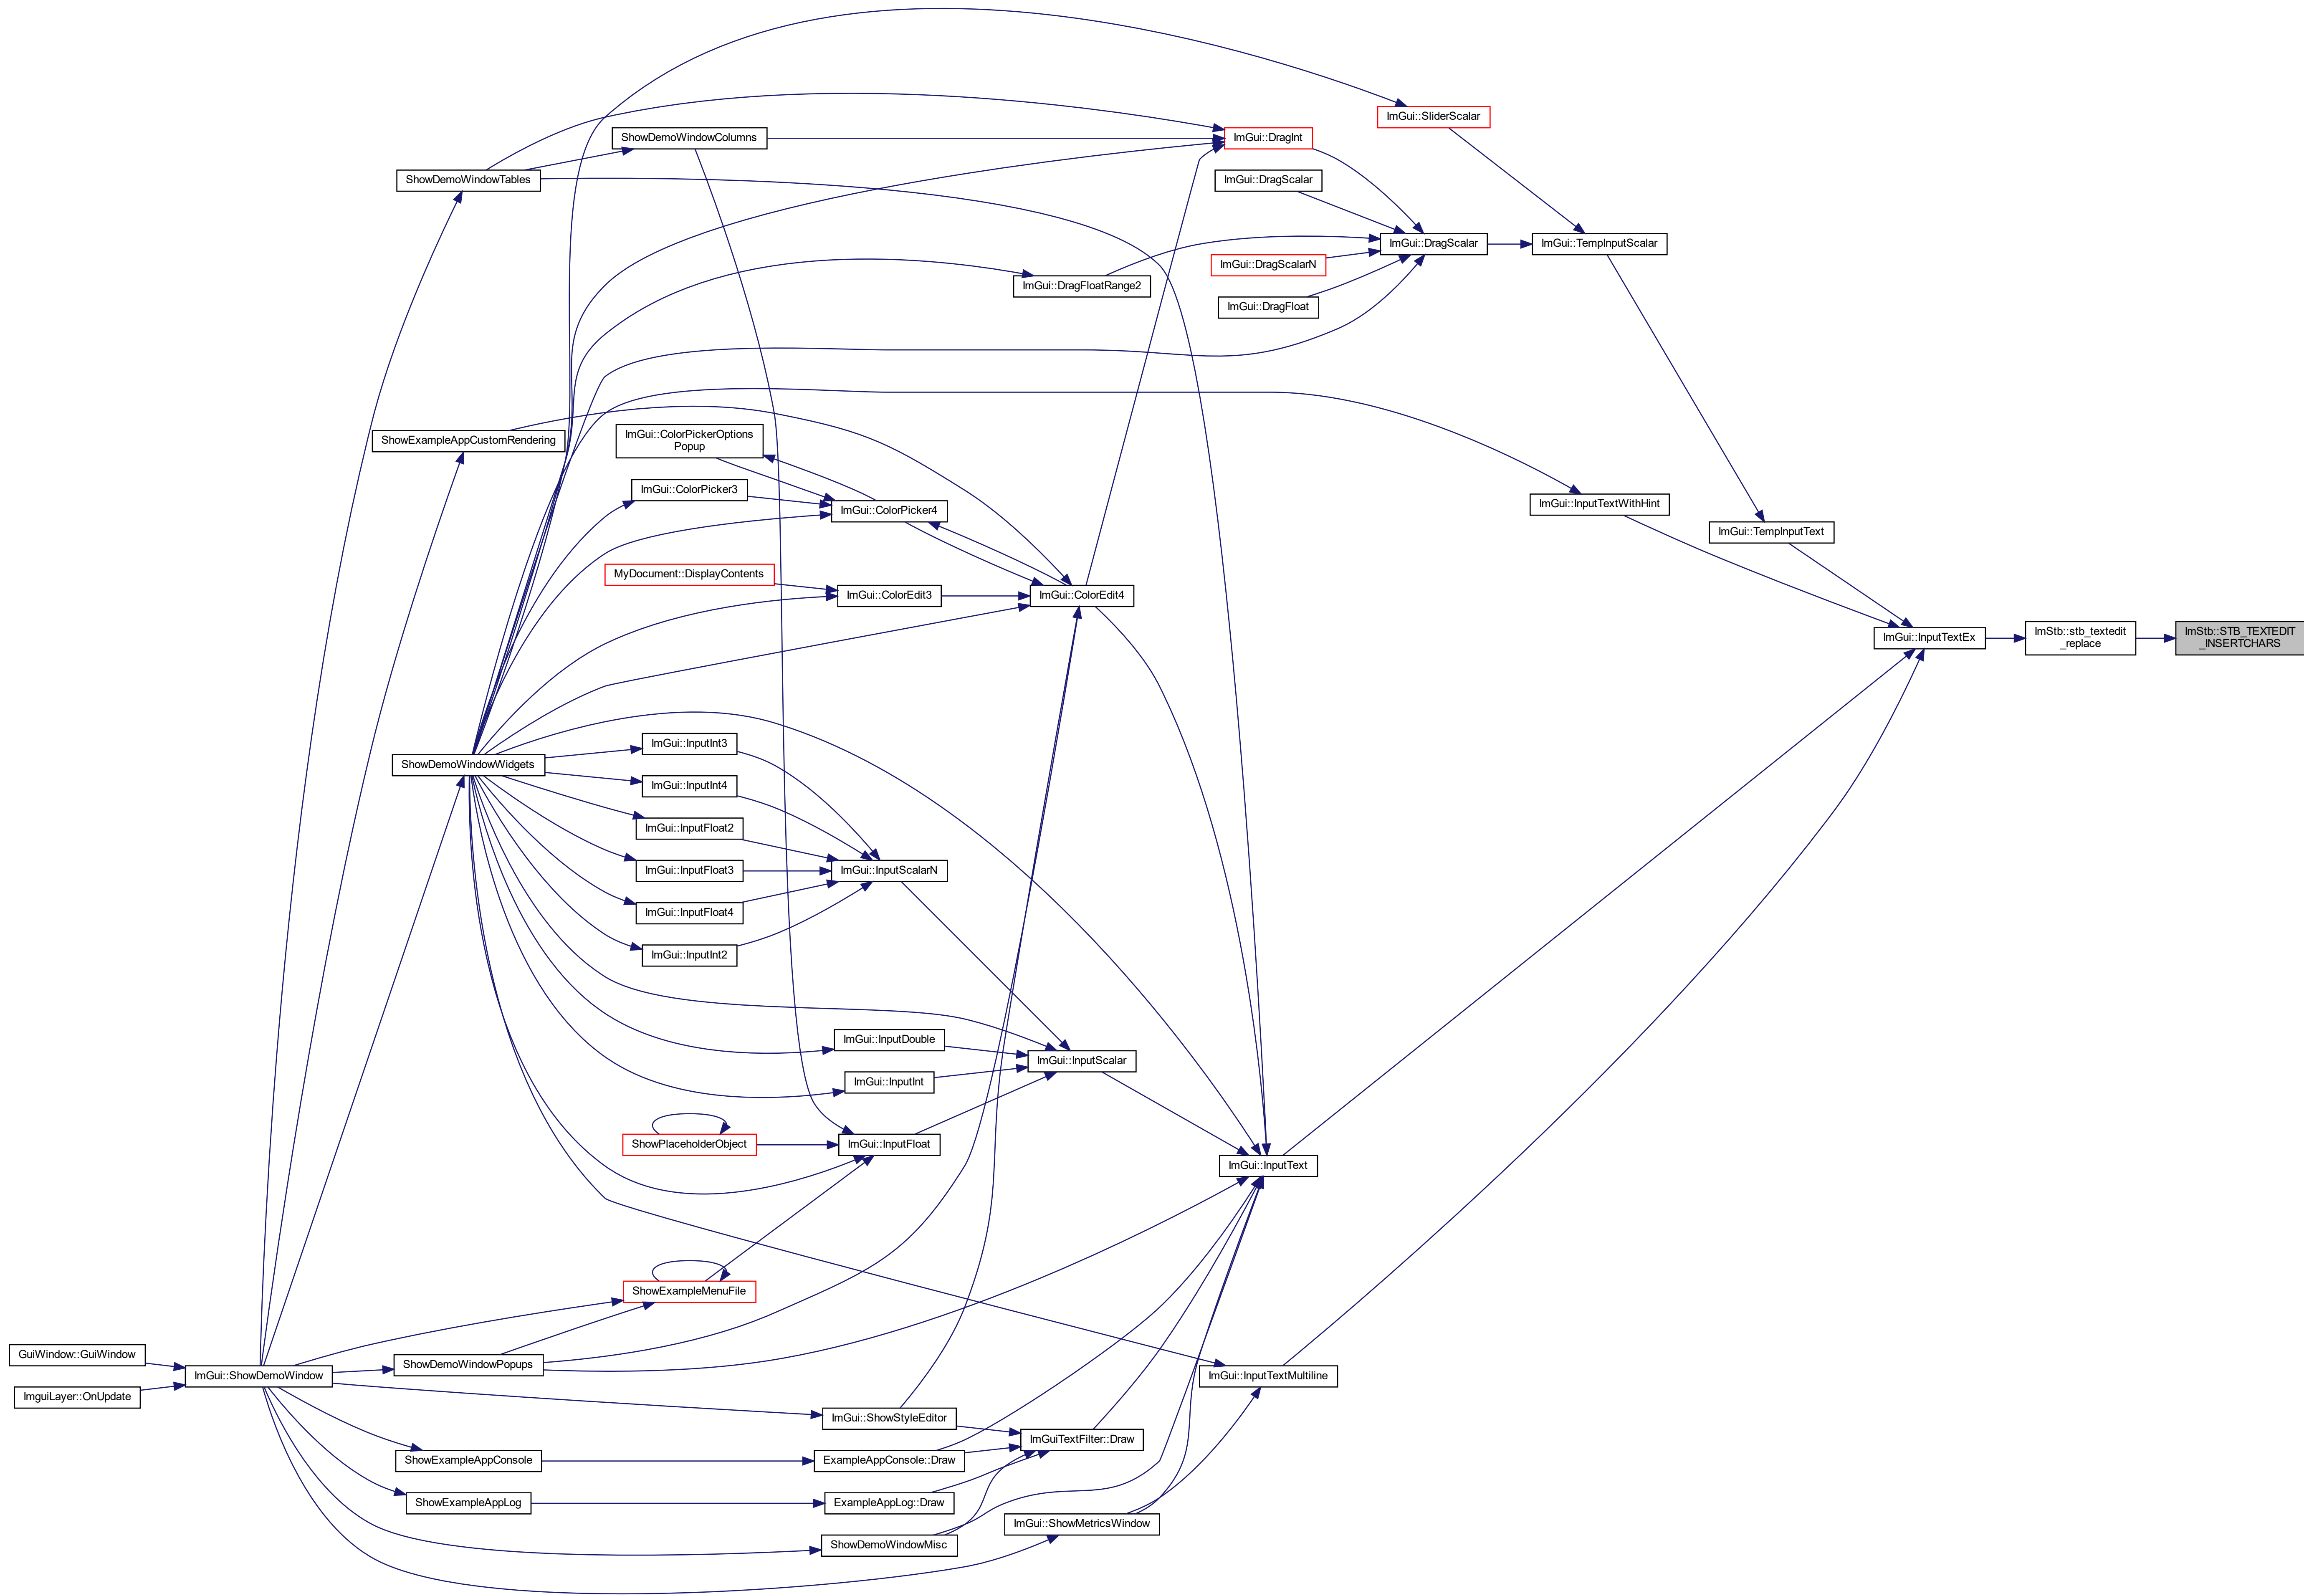 ImGui::SliderScalar
ShowDemoWindowColumns
ImGui::DragInt
ShowDemoWindowTables
ImGui::DragScalar
ImGui::DragScalar
ImGui::TempInputScalar
ImGui::DragScalarN
ImGui::DragFloatRange2
ImGui::DragFloat
ShowExampleAppCustomRendering
ImGui::ColorPickerOptions
Popup
ImGui::ColorPicker3
ImGui::ColorPicker4
ImGui::InputTextWithHint
ImGui::TempInputText
MyDocument::DisplayContents
ImGui::ColorEdit3
ImGui::ColorEdit4
ImGui::InputTextEx
ImStb::stb_textedit
_replace
ImStb::STB_TEXTEDIT
_INSERTCHARS
ImGui::InputInt3
ShowDemoWindowWidgets
ImGui::InputInt4
ImGui::InputFloat2
ImGui::InputFloat3
ImGui::InputScalarN
ImGui::InputFloat4
ImGui::InputInt2
ImGui::InputDouble
ImGui::InputScalar
ImGui::InputInt
ShowPlaceholderObject
ImGui::InputFloat
ImGui::InputText
ShowExampleMenuFile
GuiWindow::GuiWindow
ShowDemoWindowPopups
ImGui::ShowDemoWindow
ImGui::InputTextMultiline
ImguiLayer::OnUpdate
ImGui::ShowStyleEditor
ImGuiTextFilter::Draw
ShowExampleAppConsole
ExampleAppConsole::Draw
ShowExampleAppLog
ExampleAppLog::Draw
ImGui::ShowMetricsWindow
ShowDemoWindowMisc